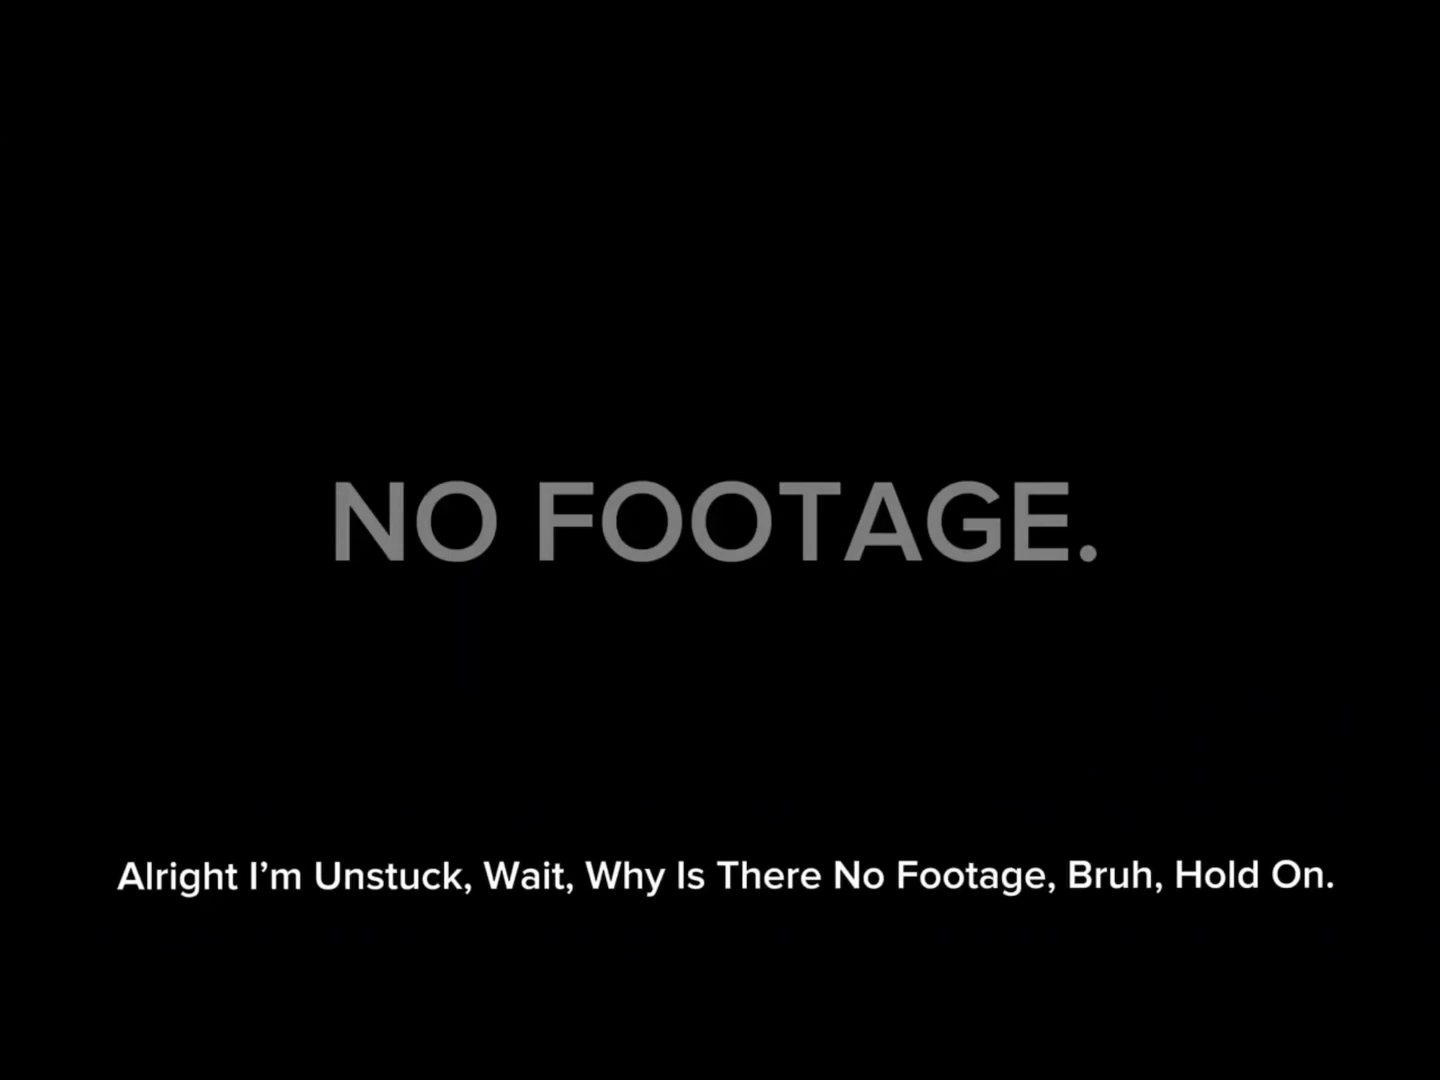 NO FOOTAGE.
Alright I’m Unstuck, Wait, Why Is There No Footage, Bruh, Hold On.